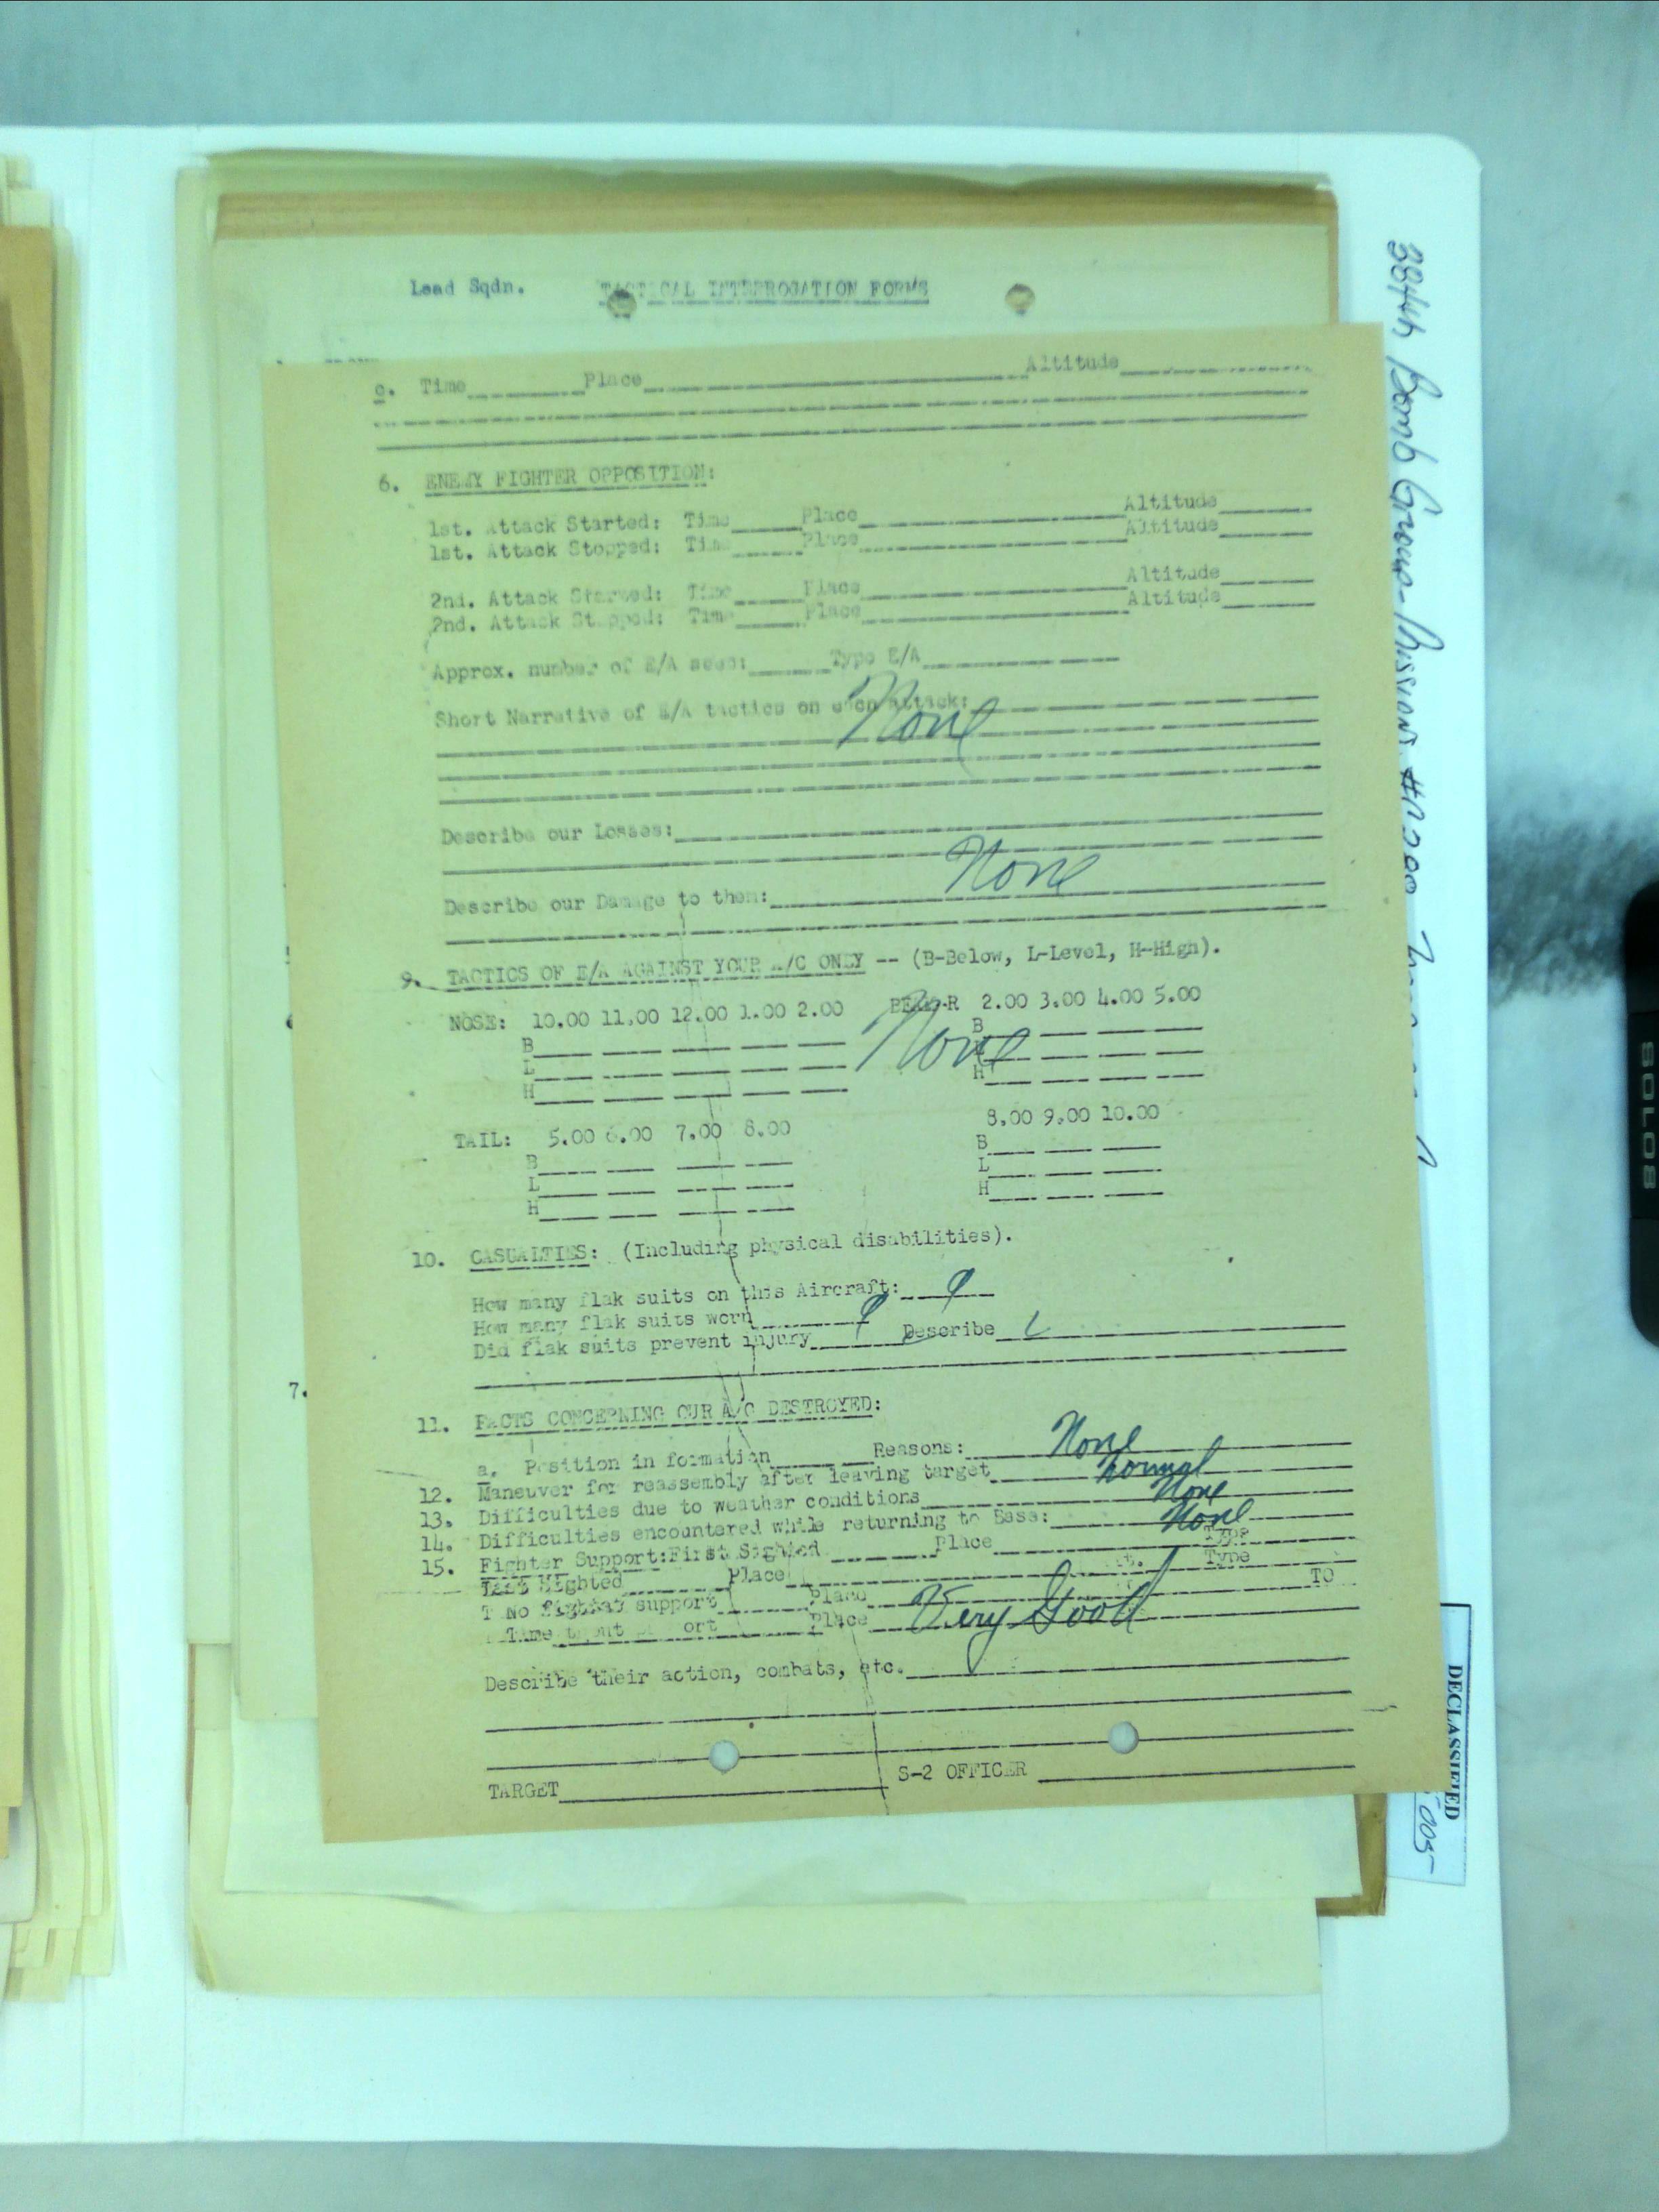 Lead Sqdn. TACTICAL INTERROGATION FORMS
c. Time Place Altitude
6. ENEMY FIGHTER OPPOSITION:
1st. Attack Started: Time Place Altitude
1st. Attack Stopped: Time Place Altitude
2nd. Attack Started: Time Place Altitude
2nd. Attack Stopped: Time Place Altitude
Approx. number of E/A seen: Type E/A
Short Narrative of E/A tactics on each attack:
None
Describe our Losses:
None
Describe our Damage to them:
9. TACTICS OF E/A AGAINST YOUR A/C ONLY -- (B-Below, L-Level, H-High).
NOSE: 10.00 11.00 12.00 1.00 2.00 2.00 3.00 4.00 5.00
None
B B
L
H H
TAIL: 5.00 6.00 7.00 8.00 8.00 9.00 10.00
B B
L L
H H
10. CASUALTIES: (Including physical disabilities).
How many flak suits on this Aircraft: 9
How many flak suits worn 9
Did flak suits prevent injury Describe
7.
11. FACTS CONCERNING OUR A/C DESTROYED:
a. Position in formation Reasons: None
12. Maneuver for reassembly after leaving target Normal
13. Difficulties due to weather conditions None
14. Difficulties encountered while returning to Base: None
15. Fighter Support: First Sighted Place Type
Last Sighted Place Type
No support Place TO
Time Place Very Good
Describe their action, combats, etc.
TARGET S-2 OFFICER
388th Bomb Group-Mission
DECLASSIFIED
SOLO8